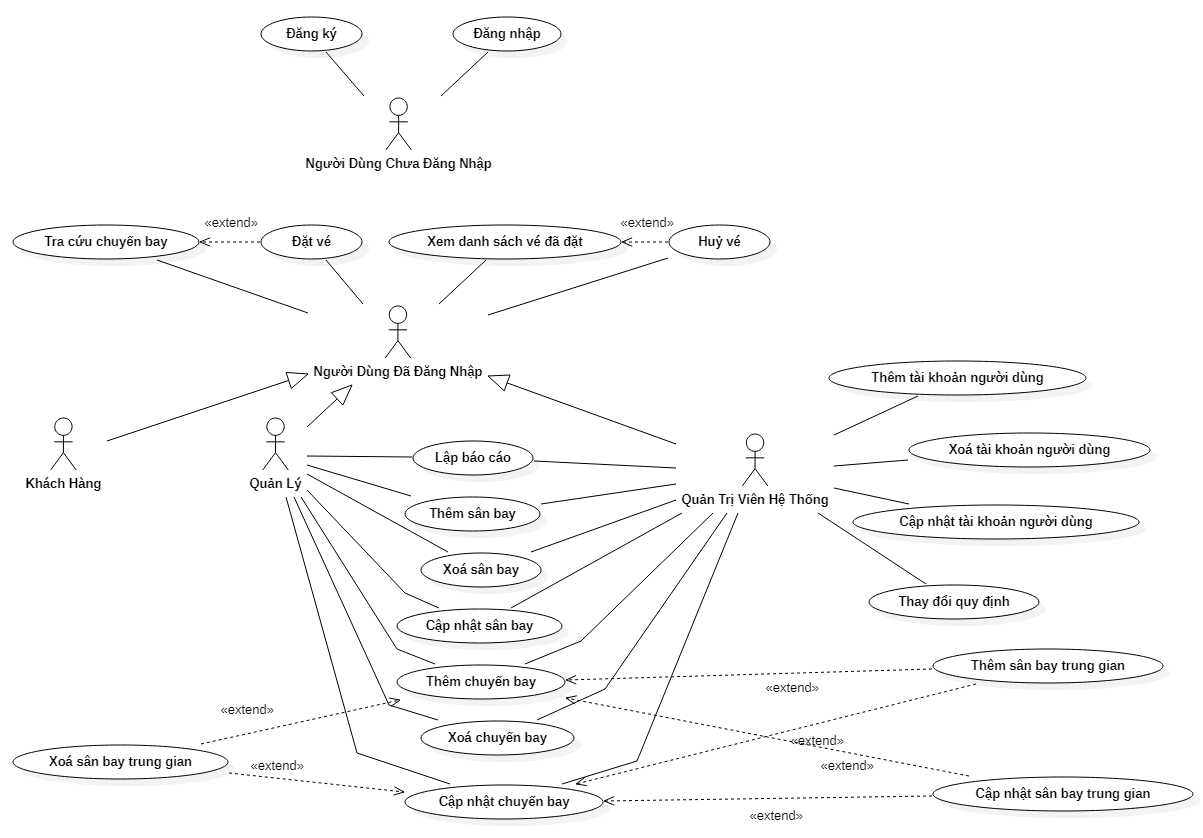 Đăng ký
Đăng nhập
Người Dùng Chưa Đăng Nhập
«extend»
«extend»
Tra cứu chuyến bay
Đặt vé
Xem danh sách vé đã đặt
Huỷ vé
Người Dùng Đã Đăng Nhập
Thêm tài khoản người dùng
Xoá tài khoản người dùng
Lập báo cáo
Khách Hàng
Quản Lý
Quản Trị Viên Hệ Thống
Thêm sân bay
Cập nhật tài khoản người dùng
Xoá sân bay
Thay đổi quy định
Cập nhật sân bay
Thêm sân bay trung gian
Thêm chuyến bay
«extend»
«extend»
Xoá chuyến bay
«extend»
Xoá sân bay trung gian
«extend»
«extend»
Cập nhật sân bay trung gian
Cập nhật chuyến bay
«extend»